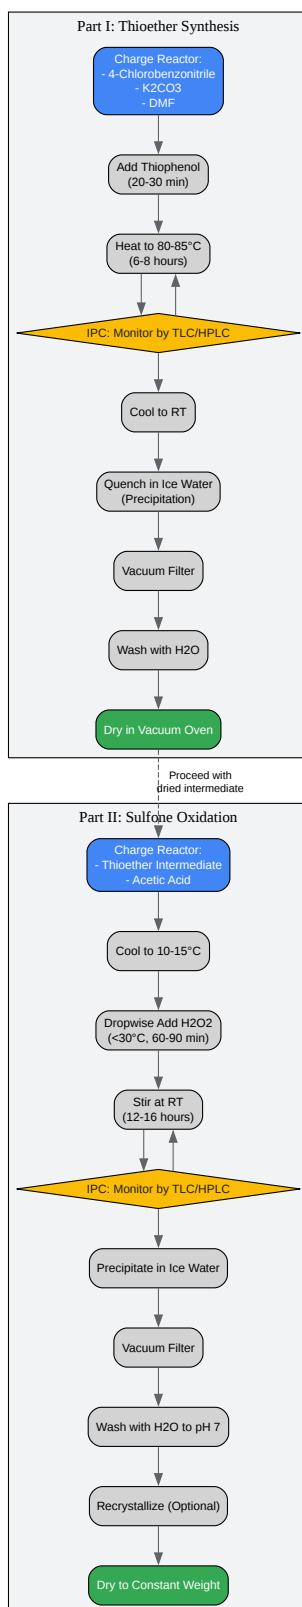 Part I: Thioether Synthesis
Charge Reactor:
- 4-Chlorobenzonitrile
- K2CO3
- DMF
Add Thiophenol
(20-30 min)
Heat to 80-85°C
(6-8 hours)
IPC: Monitor by TLC/HPLC
Cool to RT
Quench in Ice Water
(Precipitation)
Vacuum Filter
Wash with H2O
Dry in Vacuum Oven
Proceed with
dried intermediate
Part II: Sulfone Oxidation
Charge Reactor:
- Thioether Intermediate
- Acetic Acid
Cool to 10-15°C
Dropwise Add H2O2
(<30°C, 60-90 min)
Stir at RT
(12-16 hours)
IPC: Monitor by TLC/HPLC
Precipitate in Ice Water
Vacuum Filter
Wash with H2O to pH 7
Recrystallize (Optional)
Dry to Constant Weight